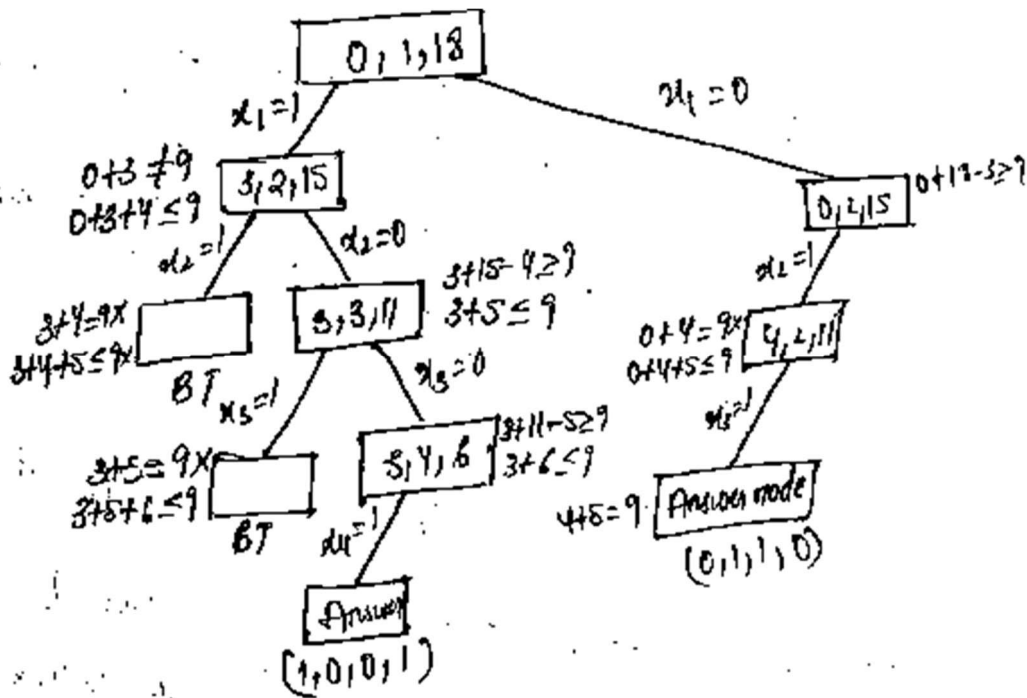 0, 1, 18
x₁=1
x₁=0
0+3≠9
0+3+4≤9
3, 2, 15
0, 2, 15
0+18-3≥9
x₂=1
x₂=0
x₂=1
3+4=9×
3+4+5≤9×
BT
3, 3, 11
3+15-4≥9
3+5≤9
0+4=9×
0+4+5≤9
4, 2, 11
x₃=1
x₃=0
x₃=1
3+5=9×
3+5+6≤9
BT
3, 4, 6
3+11-5≥9
3+6≤9
4+5=9
Answer node
(0, 1, 1, 0)
x₄=1
Answer
(1, 0, 0, 1)